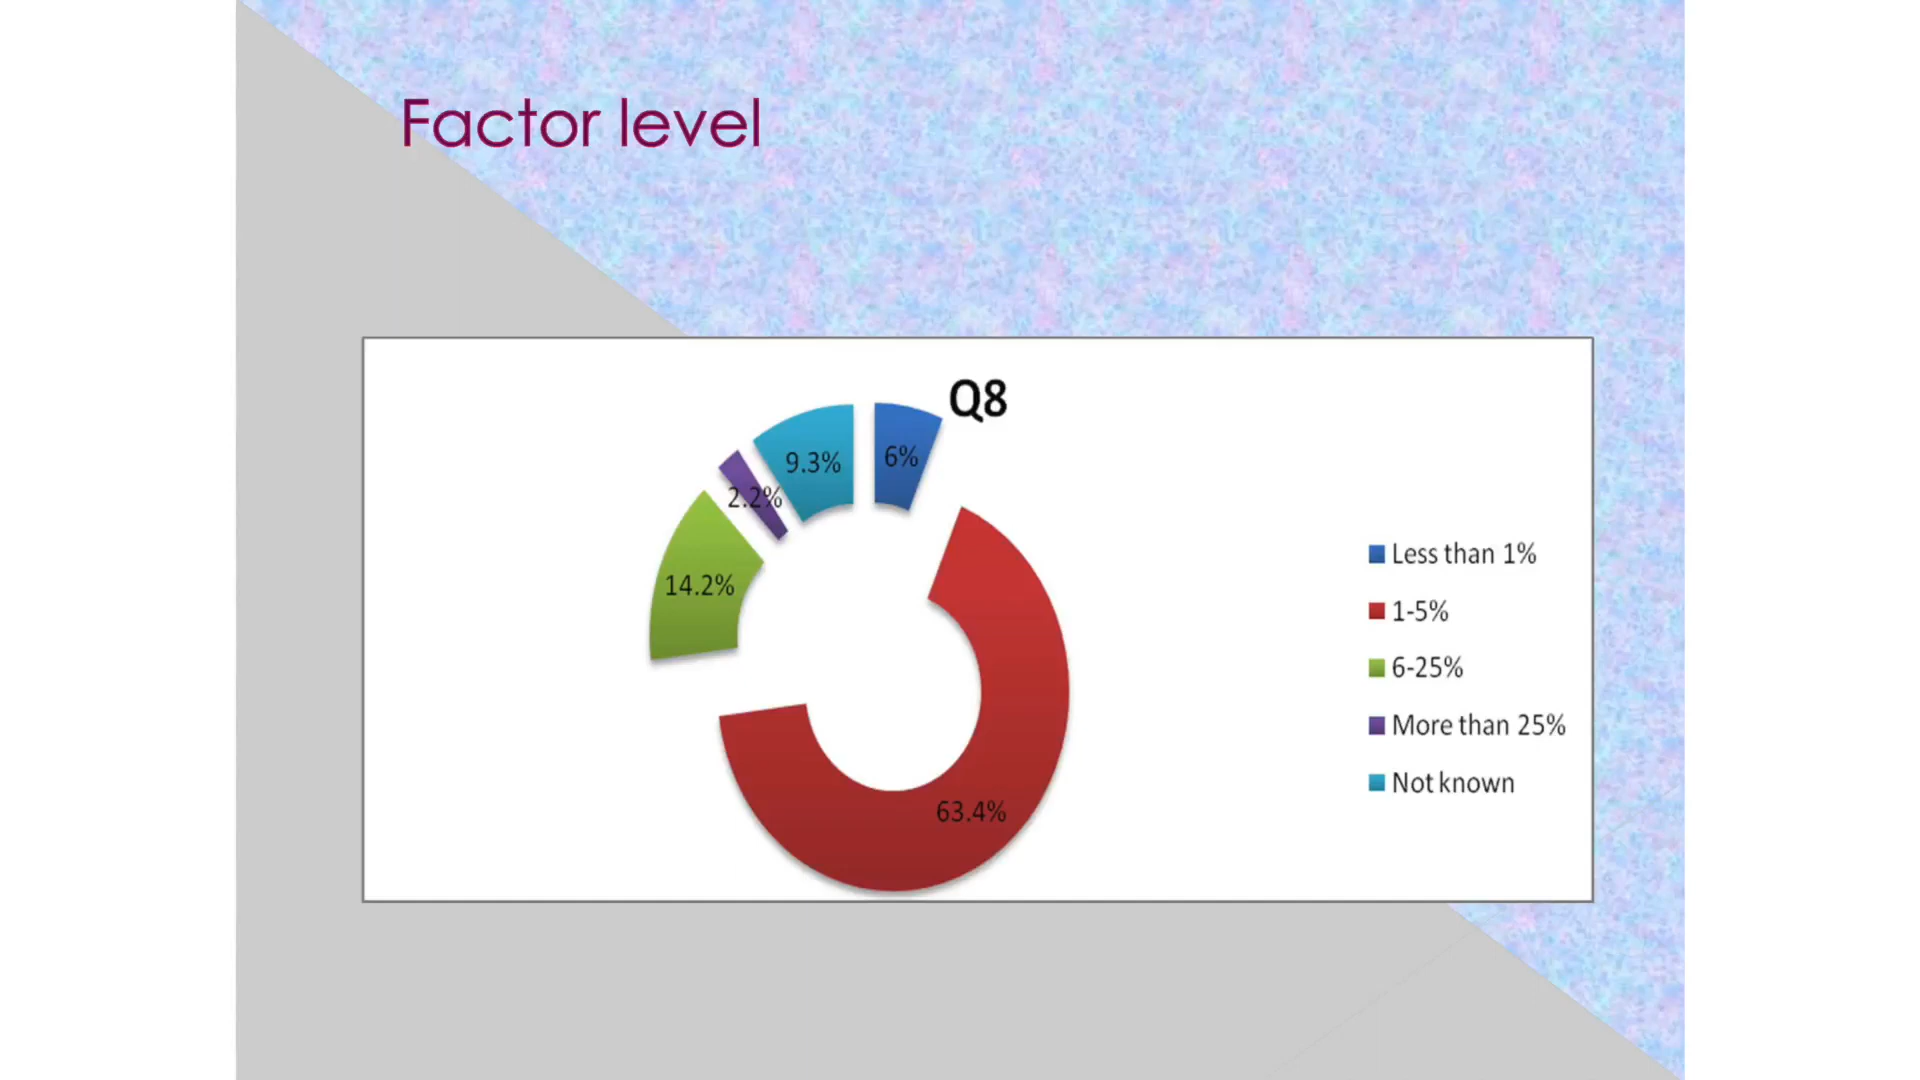 Factor level
Q8
9.3%
6%
2.2%
14.2%
63.4%
Less than 1%
1-5%
6-25%
More than 25%
Not known